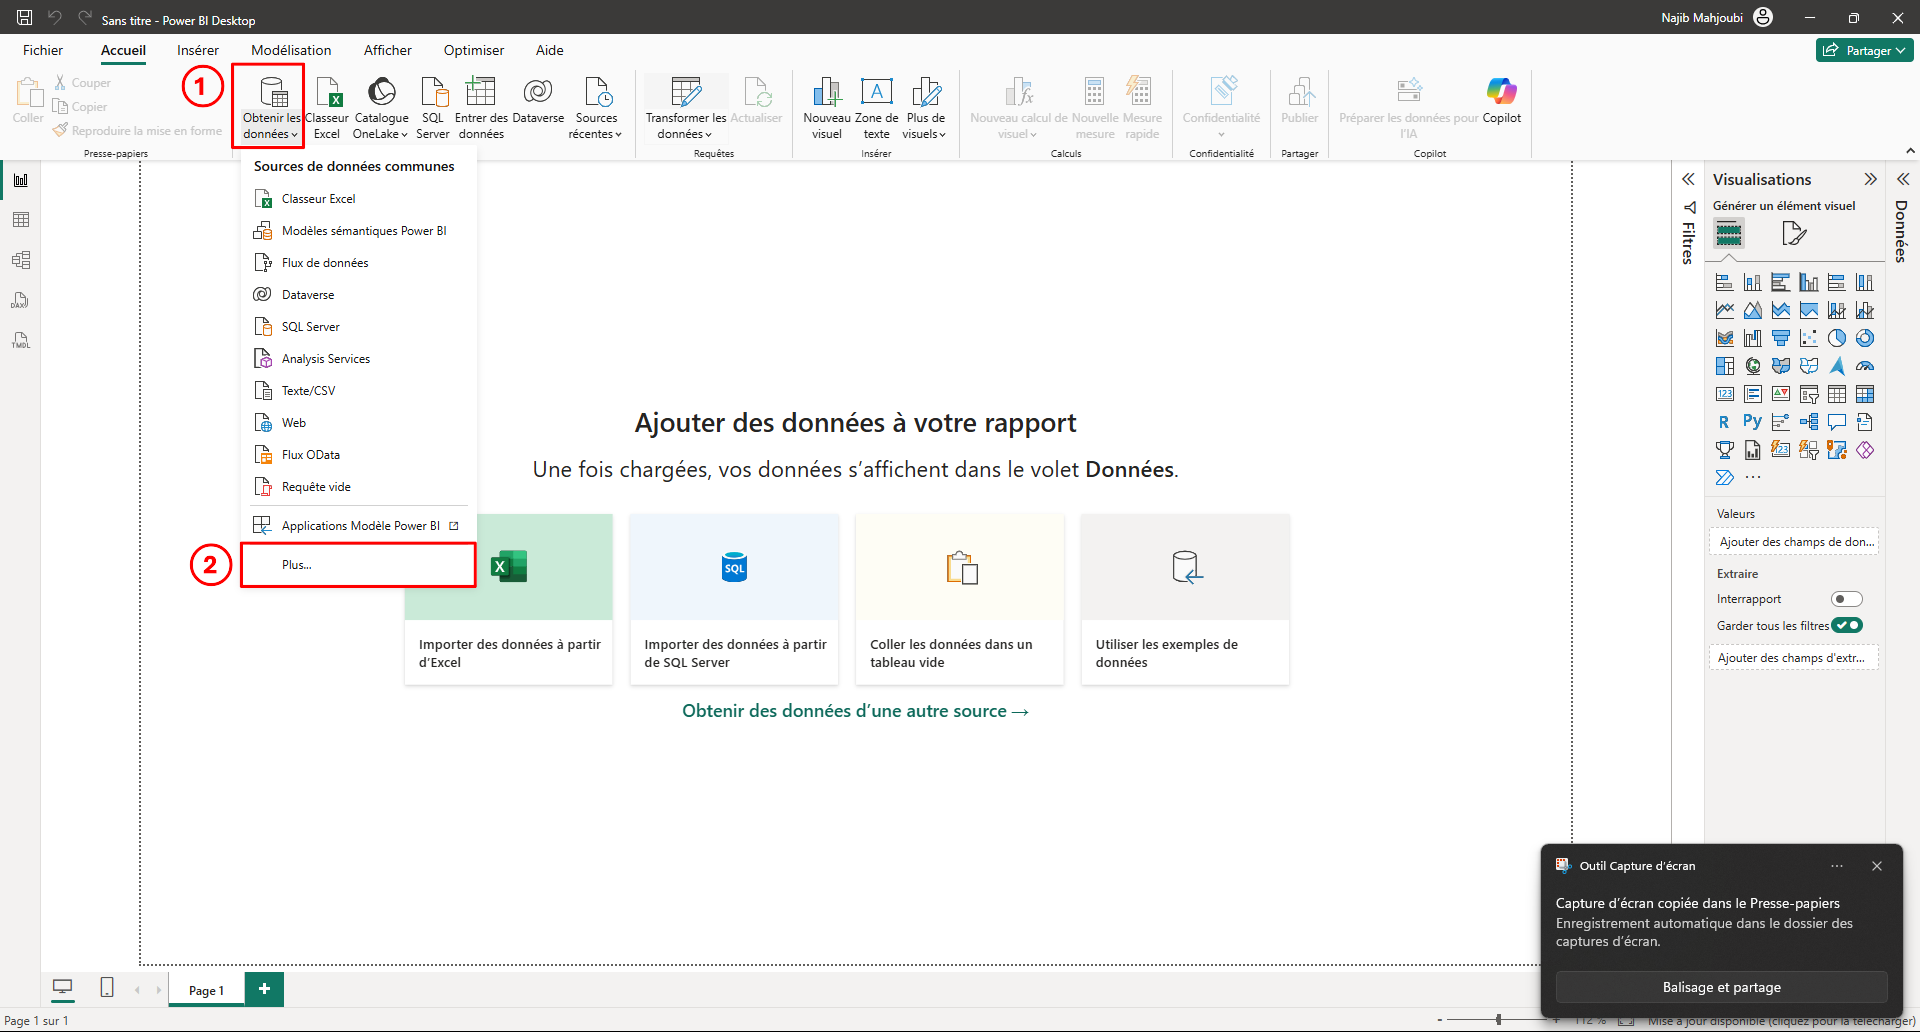 Sans titre - Power BI Desktop
Najib Mahjoubi
Fichier
Accueil
Insérer
Modélisation
Afficher
Optimiser
Aide
Partager
Coller
Couper
Copier
Reproduire la mise en forme
Presse-papiers
1
Obtenir les
données
Classeur
Excel
Catalogue
OneLake
SQL
Server
Entrer des
données
Dataverse
Sources
récentes
Transformer les
données
Actualiser
Requêtes
Nouveau
visuel
Zone de
texte
Plus de
visuels
Insérer
Nouveau calcul de
visuel
Nouvelle
mesure
Mesure
rapide
Calculs
Confidentialité
Confidentialité
Publier
Partager
Préparer les données pour
l'IA
Copilot
Copilot
Sources de données communes
Classeur Excel
Modèles sémantiques Power BI
Flux de données
Dataverse
SQL Server
Analysis Services
Texte/CSV
Web
Flux OData
Requête vide
Applications Modèle Power BI
2
Plus...
DAX
TMDL
Ajouter des données à votre rapport
Une fois chargées, vos données s’affichent dans le volet Données.
X
SQL
Importer des données à partir
d’Excel
Importer des données à partir
de SQL Server
Coller les données dans un
tableau vide
Utiliser les exemples de
données
Obtenir des données d’une autre source →
Filtres
Visualisations
Générer un élément visuel
123
R
Py
123
...
Valeurs
Ajouter des champs de don...
Extraire
Interrapport
Garder tous les filtres
Ajouter des champs d'extr...
Données
Outil Capture d’écran
Capture d’écran copiée dans le Presse-papiers
Enregistrement automatique dans le dossier des
captures d’écran.
Balisage et partage
Page 1
+
Page 1 sur 1
112 %
Mise à jour disponible (cliquez pour la télécharger)